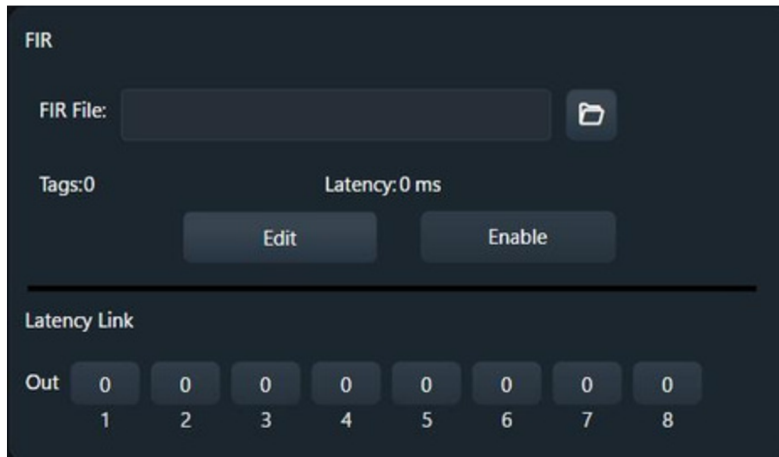 FIR
FIR File:
Tags:0 Latency:0 ms
Edit Enable
Latency Link
Out 0 0 0 0 0 0 0 0
1 2 3 4 5 6 7 8